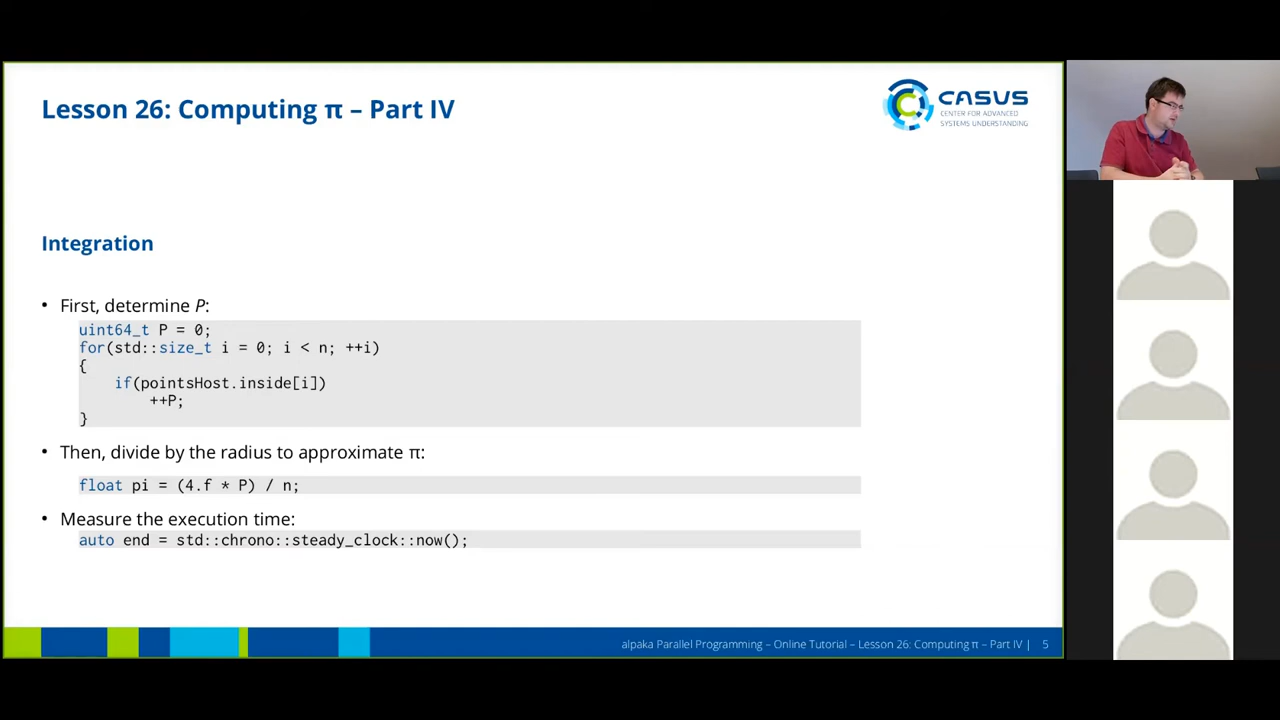 Lesson 26: Computing π – Part IV
CASUS
CENTER FOR ADVANCED
SYSTEMS UNDERSTANDING
Integration
• First, determine P:
uint64_t P = 0;
for(std::size_t i = 0; i < n; ++i)
{
if(pointsHost.inside[i])
++P;
}
• Then, divide by the radius to approximate π:
float pi = (4.f * P) / n;
• Measure the execution time:
auto end = std::chrono::steady_clock::now();
alpaka Parallel Programming – Online Tutorial – Lesson 26: Computing π – Part IV | 5